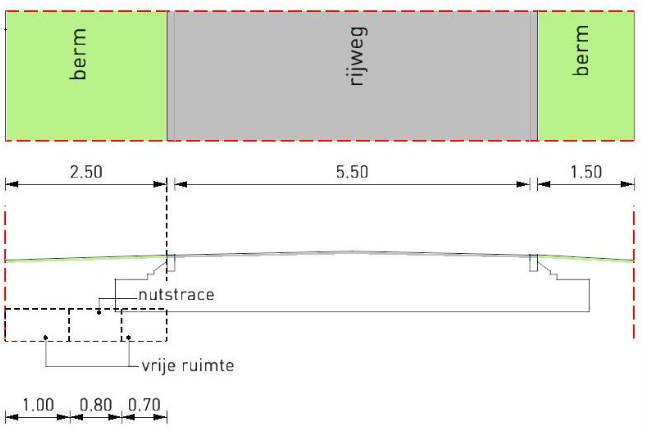 berm
rijweg
berm
2.50
5.50
1.50
nutstrace
vrije ruimte
1.00
0.80
0.70